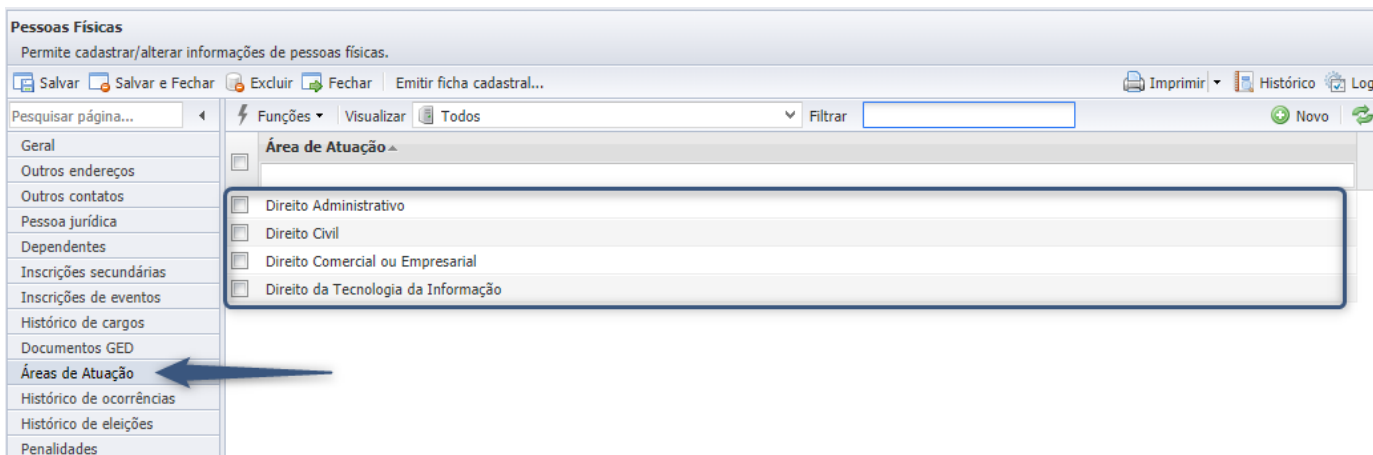 Pessoas Físicas
Permite cadastrar/alterar informações de pessoas físicas.
Salvar Salvar e Fechar Excluir Fechar Emitir ficha cadastral... Imprimir Histórico Log
Pesquisar página... Funções Visualizar Todos Filtrar Novo
Geral
Outros endereços
Outros contatos
Pessoa jurídica
Dependentes
Inscrições secundárias
Inscrições de eventos
Histórico de cargos
Documentos GED
Áreas de Atuação
Histórico de ocorrências
Histórico de eleições
Penalidades
Área de Atuação
Direito Administrativo
Direito Civil
Direito Comercial ou Empresarial
Direito da Tecnologia da Informação